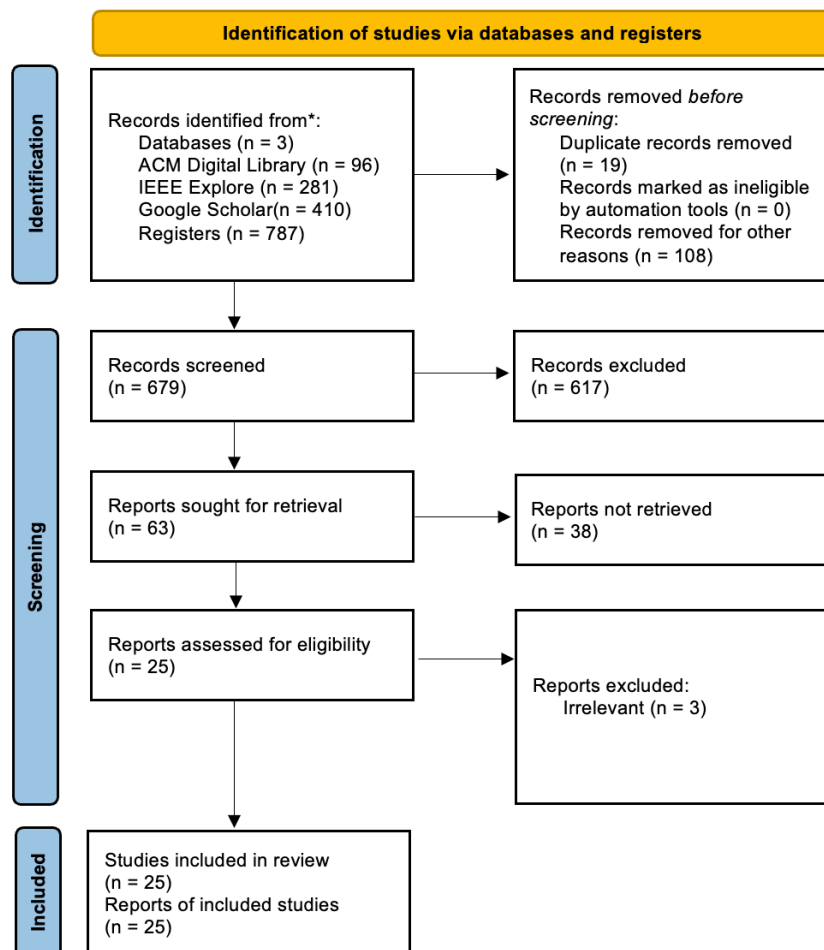 Identification of studies via databases and registers
Identification
Records identified from*:
Databases (n = 3)
ACM Digital Library (n = 96)
IEEE Explore (n = 281)
Google Scholar(n = 410)
Registers (n = 787)
Records removed before
screening:
Duplicate records removed
(n = 19)
Records marked as ineligible
by automation tools (n = 0)
Records removed for other
reasons (n = 108)
Screening
Records screened
(n = 679)
Records excluded
(n = 617)
Reports sought for retrieval
(n = 63)
Reports not retrieved
(n = 38)
Reports assessed for eligibility
(n = 25)
Reports excluded:
Irrelevant (n = 3)
Included
Studies included in review
(n = 25)
Reports of included studies
(n = 25)